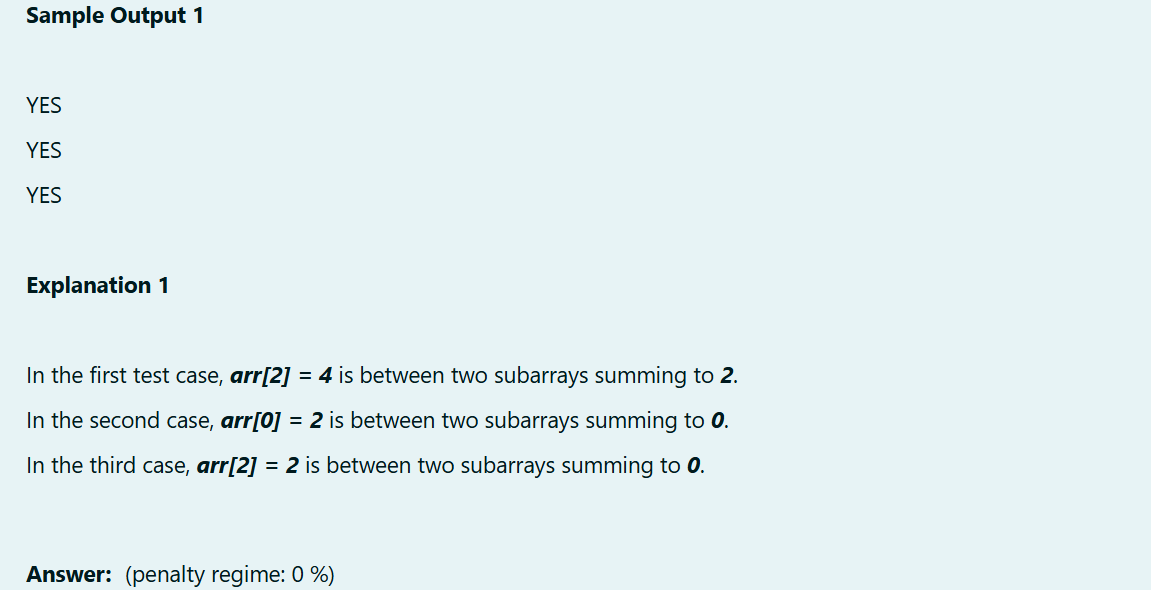 Sample Output 1
YES
YES
YES
Explanation 1
In the first test case, arr[2] = 4 is between two subarrays summing to 2.
In the second case, arr[0] = 2 is between two subarrays summing to 0.
In the third case, arr[2] = 2 is between two subarrays summing to 0.
Answer: (penalty regime: 0 %)